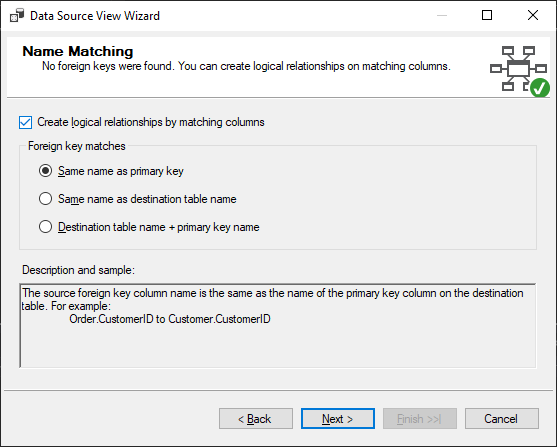 Data Source View Wizard
Name Matching
No foreign keys were found. You can create logical relationships on matching columns.
Create logical relationships by matching columns
Foreign key matches
Same name as primary key
Same name as destination table name
Destination table name + primary key name
Description and sample:
The source foreign key column name is the same as the name of the primary key column on the destination
table. For example:
Order.CustomerID to Customer.CustomerID
< Back
Next >
Finish >>|
Cancel